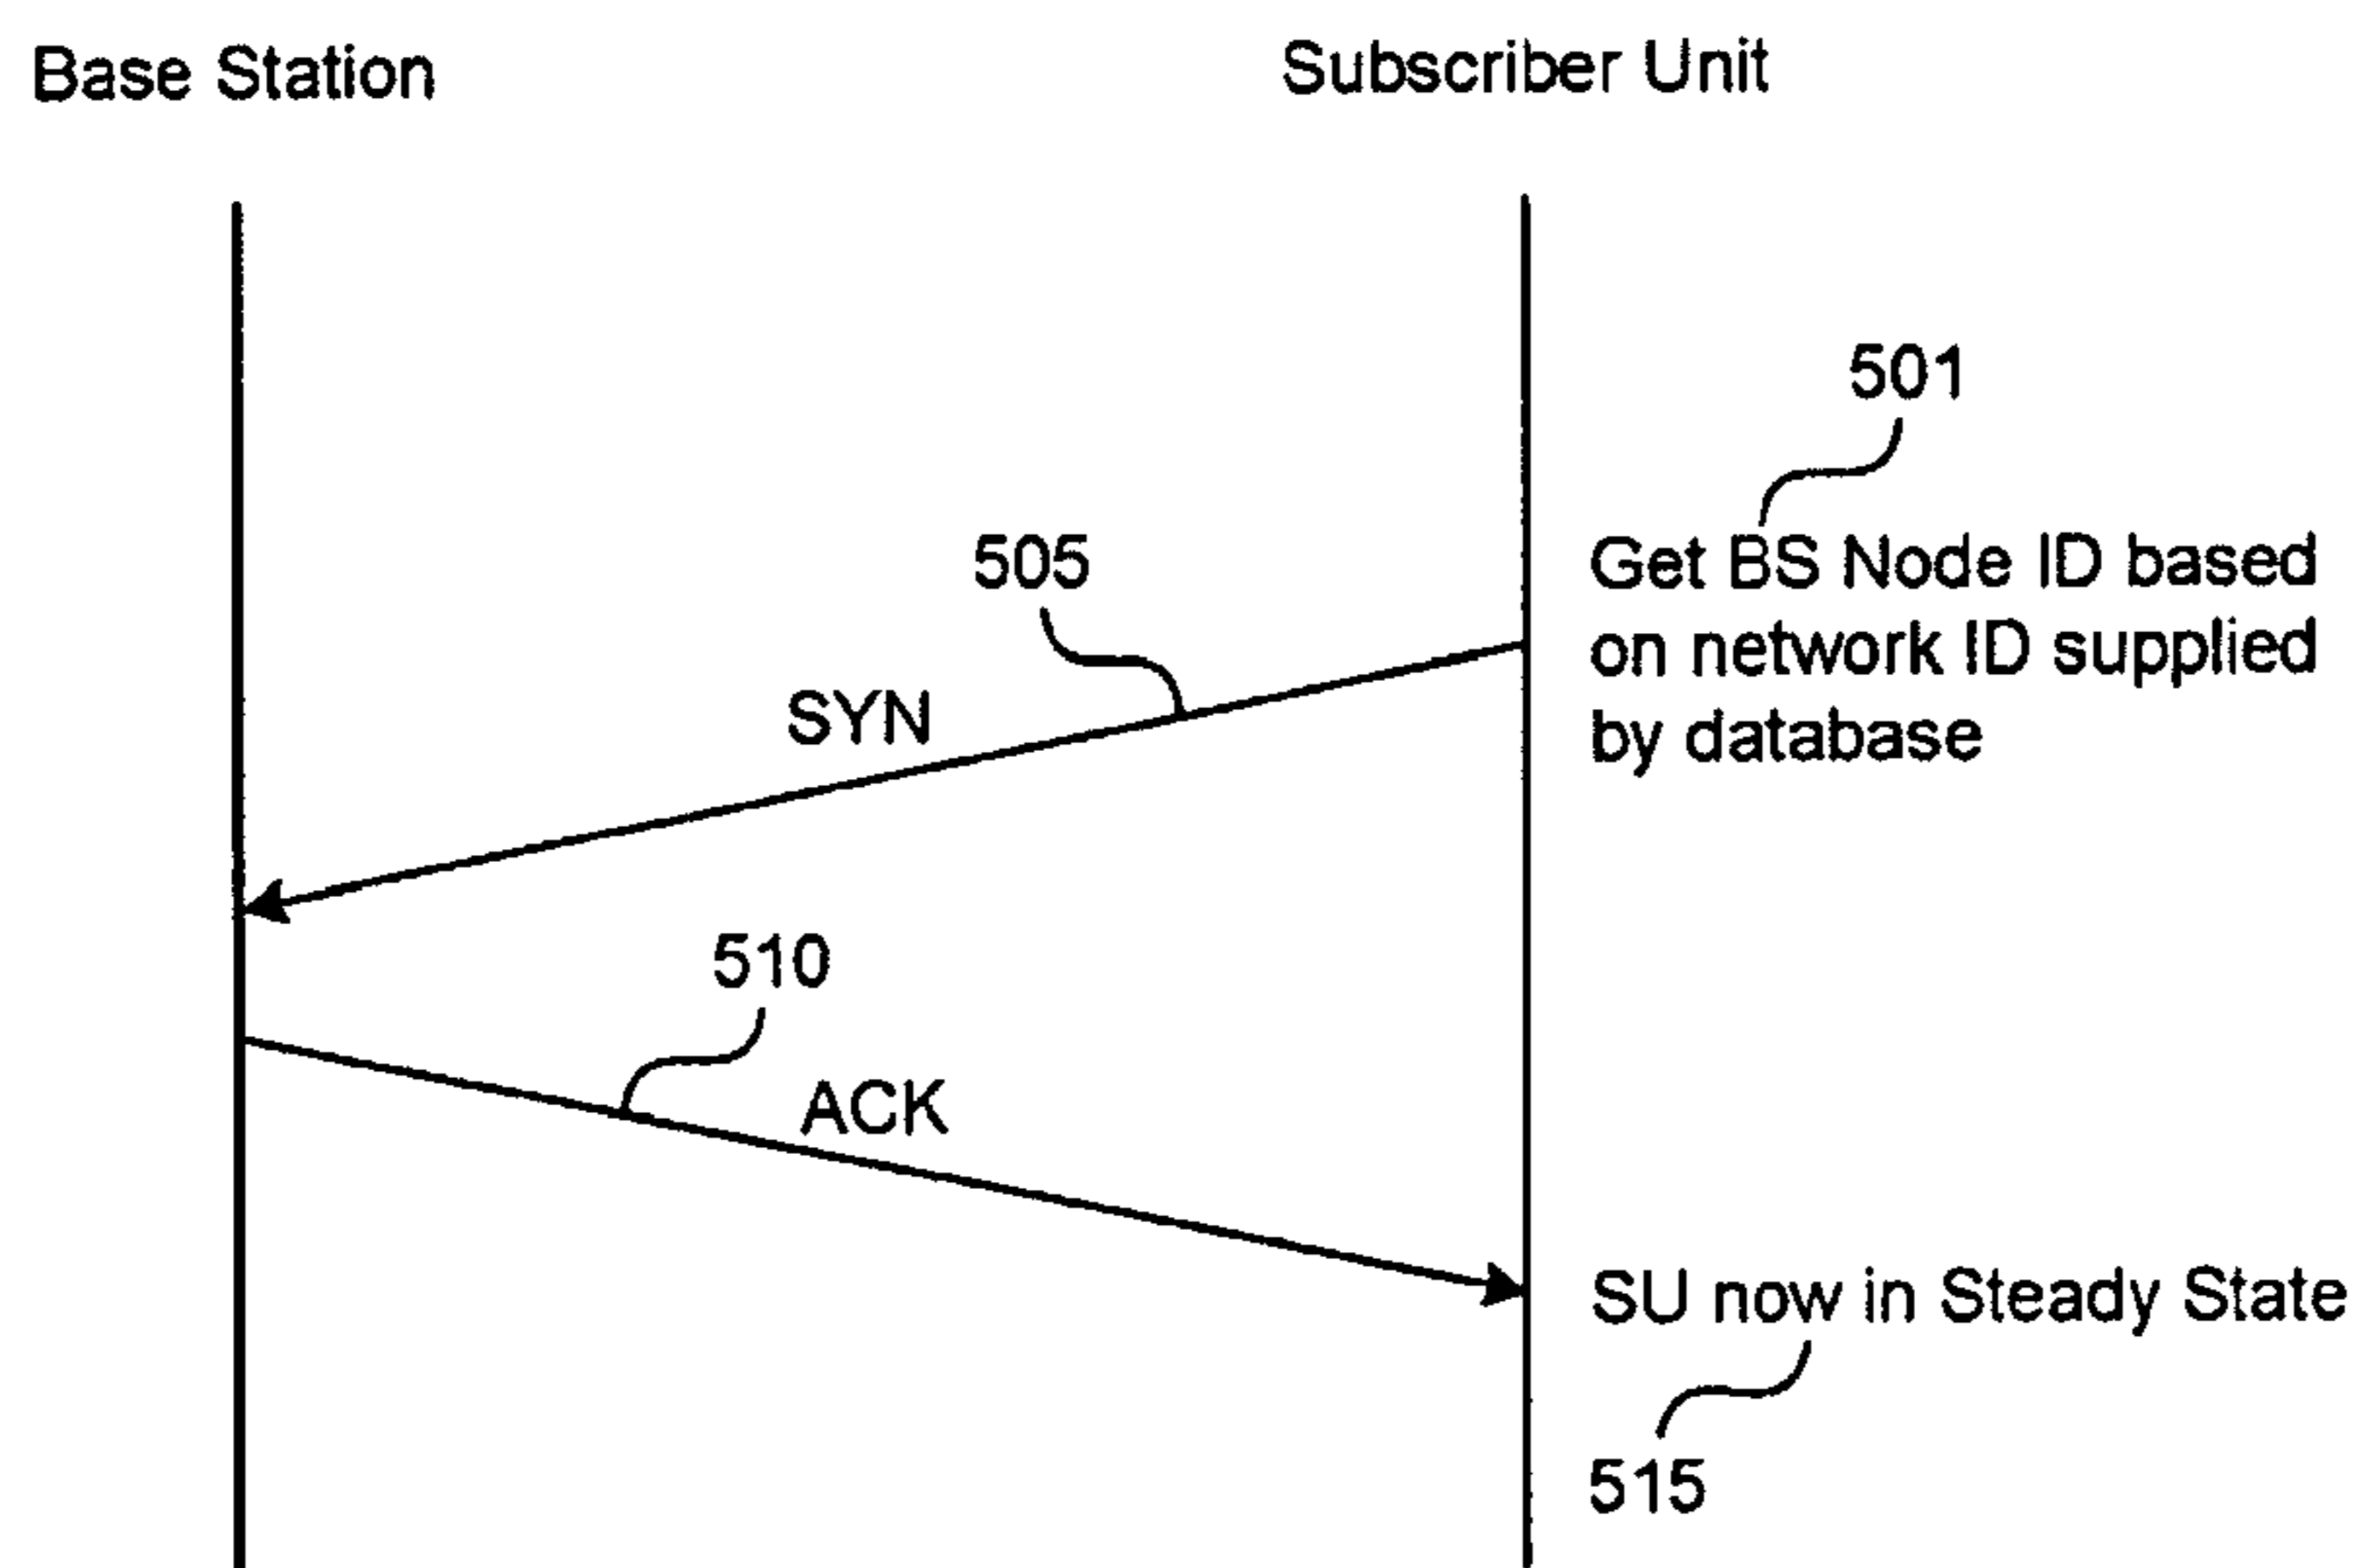 Base Station
Subscriber Unit
501
505
Get BS Node ID based
on network ID supplied
by database
SYN
510
ACK
SU now in Steady State
515